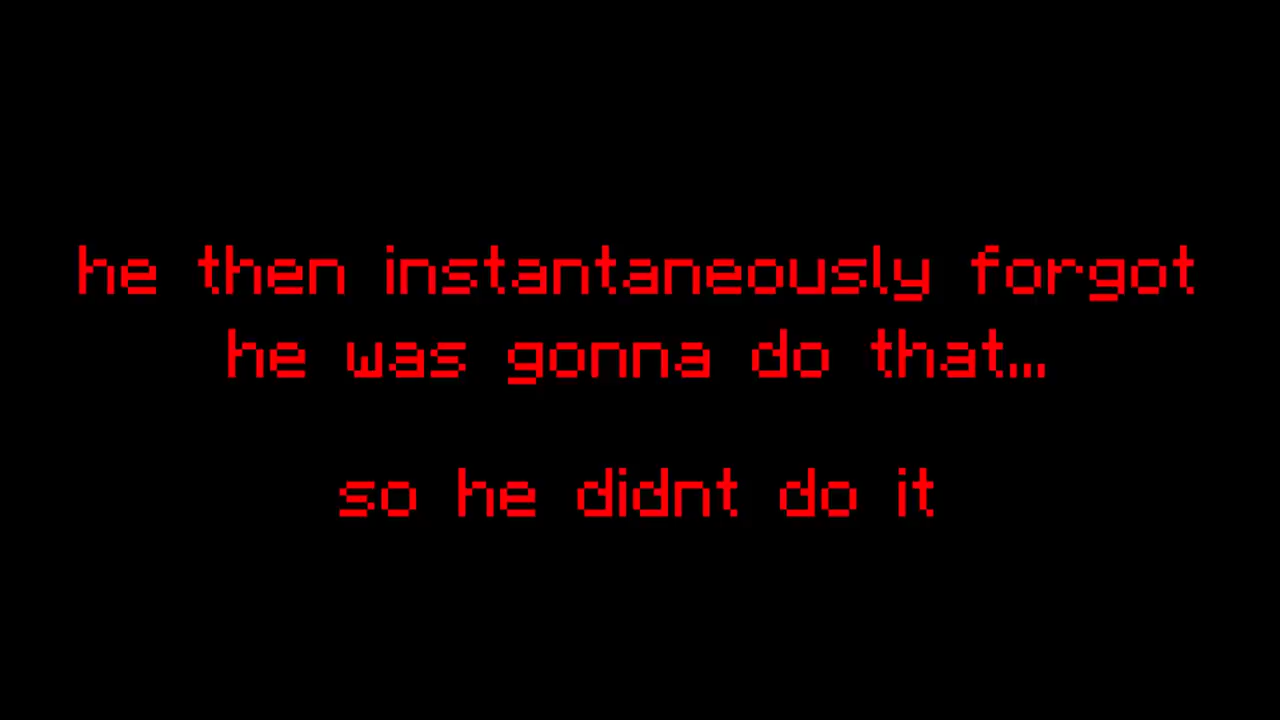 he then instantaneously forgot
he was gonna do that...
so he didnt do it